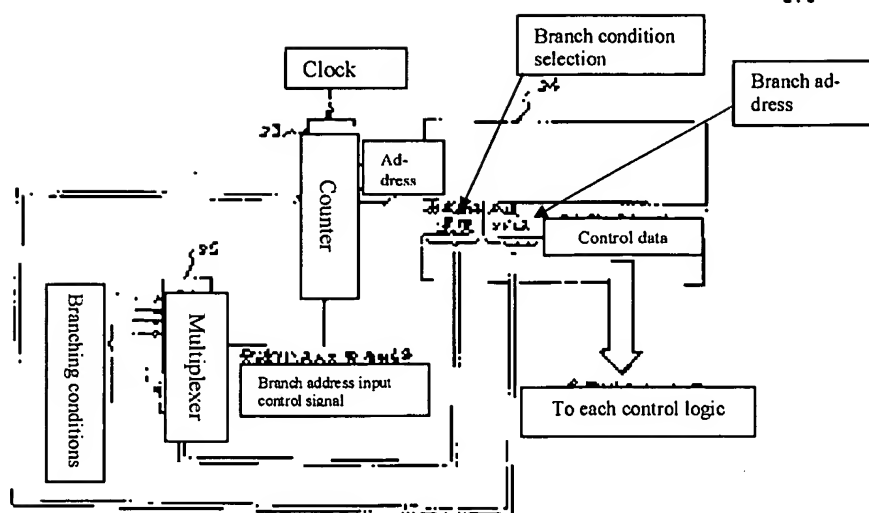 Branch condition
selection
Clock
Branch ad-
dress
Ad-
dress
Counter
Control data
Branching conditions
Multiplexer
Branch address input
control signal
To each control logic